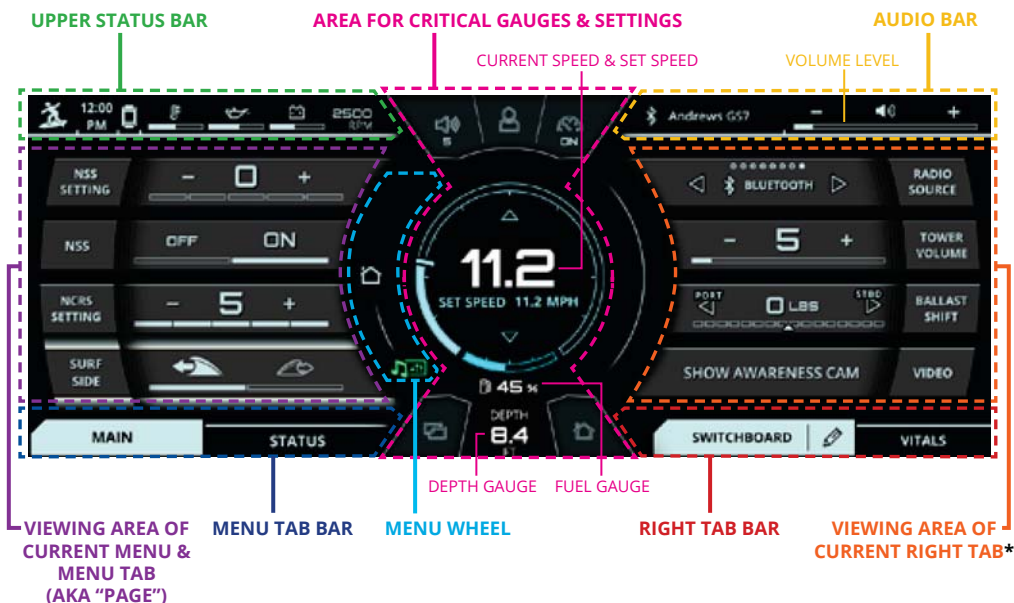 UPPER STATUS BAR
AREA FOR CRITICAL GAUGES & SETTINGS
AUDIO BAR
CURRENT SPEED & SET SPEED
VOLUME LEVEL
12:00
PM
2500
RPM
5
ON
Andrews GS7
-
+
NSS
SETTING
- 0 +
NSS
OFF ON
NCRS
SETTING
- 5 +
SURF
SIDE
11.2
SET SPEED 11.2 MPH
45 %
DEPTH
8.4
FT
BLUETOOTH
RADIO
SOURCE
- 5 +
TOWER
VOLUME
PORT
0 LBS
STBD
BALLAST
SHIFT
SHOW AWARENESS CAM
VIDEO
MAIN
STATUS
SWITCHBOARD
VITALS
DEPTH GAUGE
FUEL GAUGE
VIEWING AREA OF
CURRENT MENU &
MENU TAB
(AKA “PAGE”)
MENU TAB BAR
MENU WHEEL
RIGHT TAB BAR
VIEWING AREA OF
CURRENT RIGHT TAB*